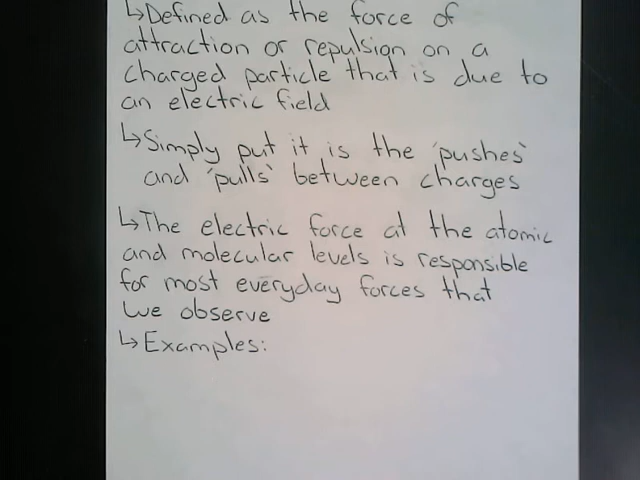 ↳Defined as the force of
attraction or repulsion on a
charged particle that is due to
an electric field
↳Simply put it is the 'pushes'
and 'pulls' between charges
↳The electric force at the atomic
and molecular levels is responsible
for most everyday forces that
we observe
↳Examples: